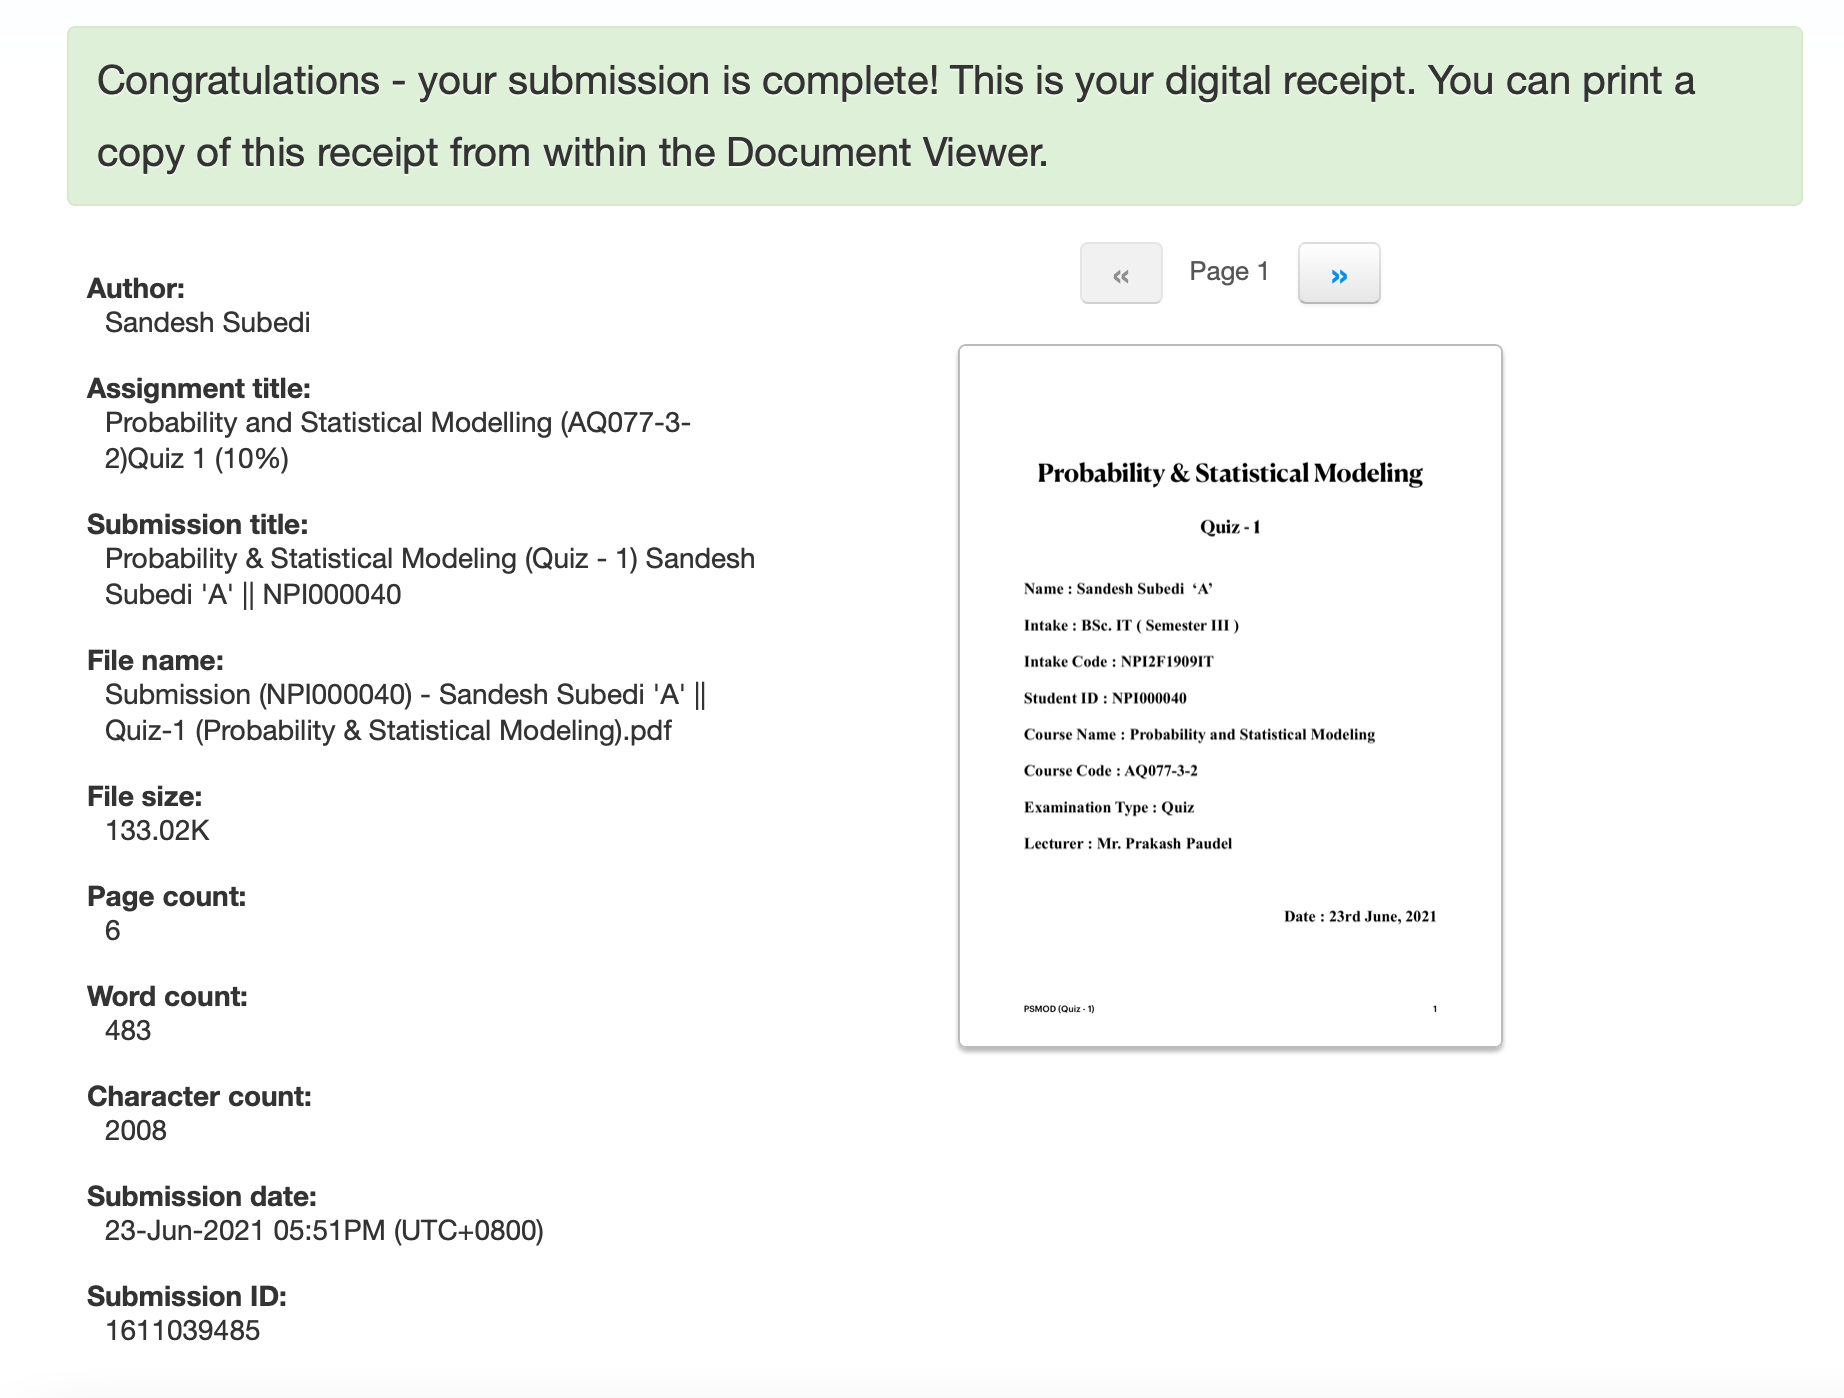 Congratulations - your submission is complete! This is your digital receipt. You can print a
copy of this receipt from within the Document Viewer.
Author:
Sandesh Subedi
Assignment title:
Probability and Statistical Modelling (AQ077-3-
2)Quiz 1 (10%)
Submission title:
Probability & Statistical Modeling (Quiz - 1) Sandesh
Subedi 'A' || NPI000040
File name:
Submission (NPI000040) - Sandesh Subedi 'A' ||
Quiz-1 (Probability & Statistical Modeling).pdf
File size:
133.02K
Page count:
6
Word count:
483
Character count:
2008
Submission date:
23-Jun-2021 05:51PM (UTC+0800)
Submission ID:
1611039485
« Page 1 »
Probability & Statistical Modeling
Quiz - 1
Name : Sandesh Subedi ‘A’
Intake : BSc. IT ( Semester III )
Intake Code : NPI2F1909IT
Student ID : NPI000040
Course Name : Probability and Statistical Modeling
Course Code : AQ077-3-2
Examination Type : Quiz
Lecturer : Mr. Prakash Paudel
Date : 23rd June, 2021
PSMOD (Quiz - 1) 1